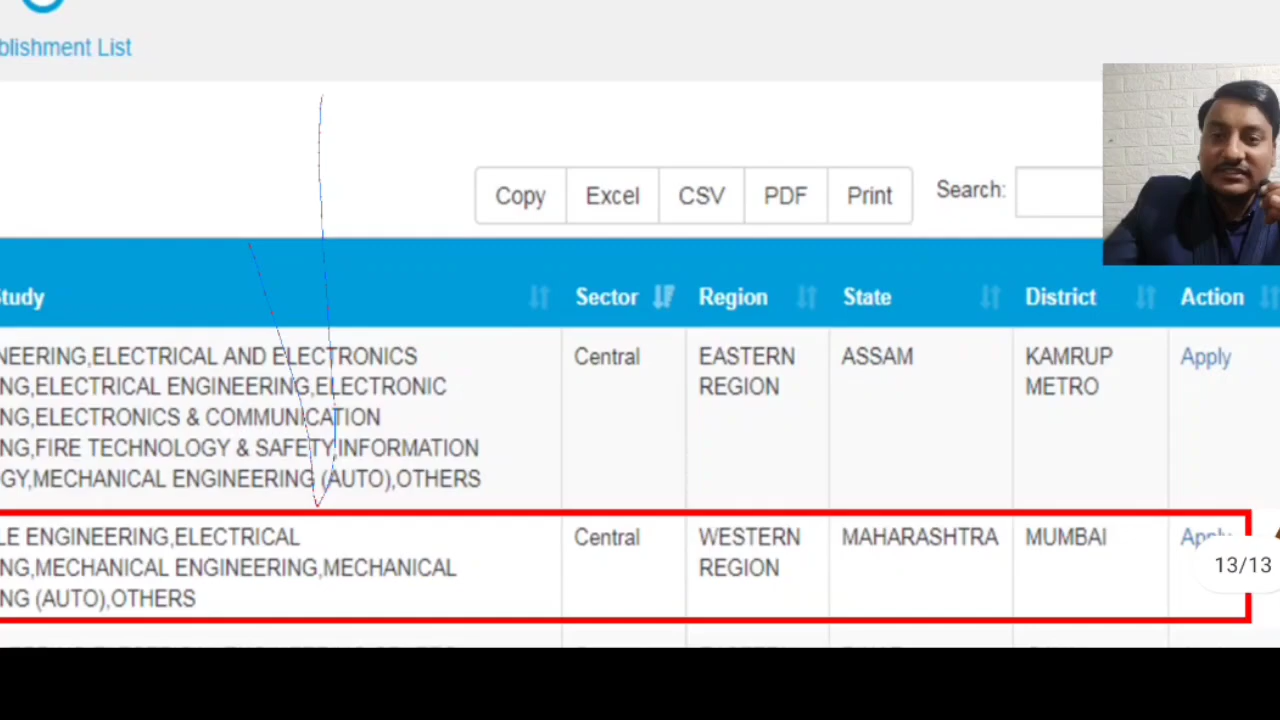 blishment List
Copy Excel CSV PDF Print Search:
Study Sector Region State District Action
NEERING,ELECTRICAL AND ELECTRONICS Central EASTERN ASSAM KAMRUP Apply
NG,ELECTRICAL ENGINEERING,ELECTRONIC REGION METRO
NG,ELECTRONICS & COMMUNICATION
NG,FIRE TECHNOLOGY & SAFETY,INFORMATION
GY,MECHANICAL ENGINEERING (AUTO),OTHERS
LE ENGINEERING,ELECTRICAL Central WESTERN MAHARASHTRA MUMBAI Apply
NG,MECHANICAL ENGINEERING,MECHANICAL REGION 13/13
NG (AUTO),OTHERS